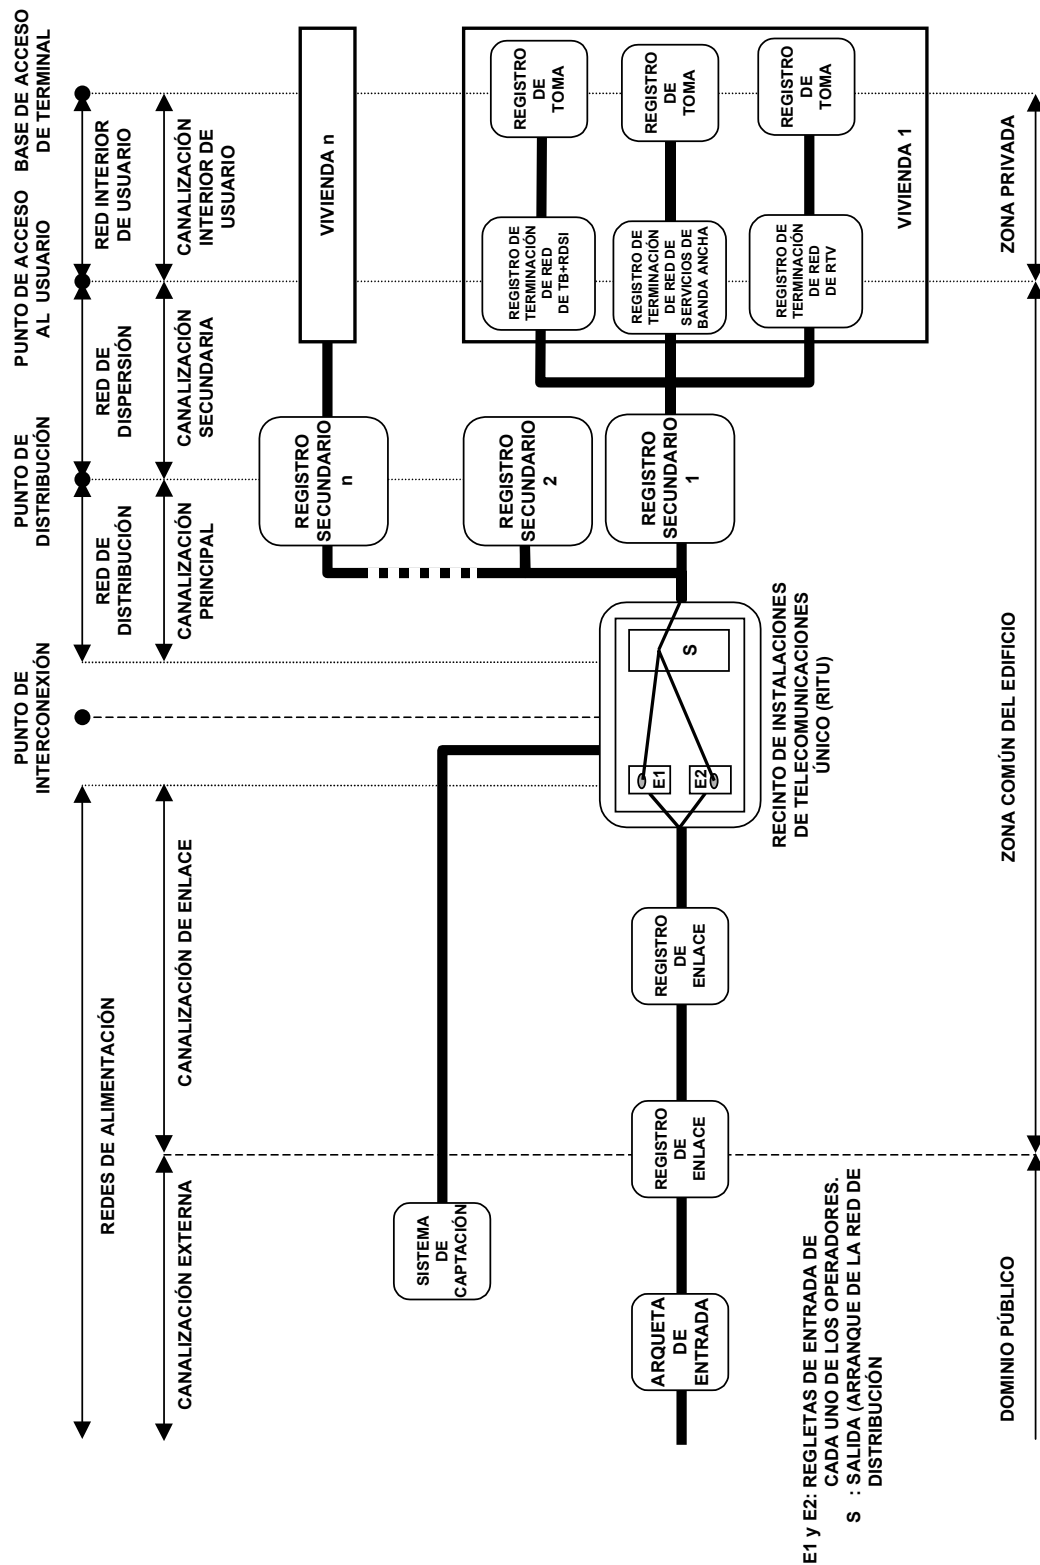 PUNTO DE
INTERCONEXIÓN
PUNTO DE
DISTRIBUCIÓN
PUNTO DE ACCESO
AL USUARIO
BASE DE ACCESO
DE TERMINAL
REDES DE ALIMENTACIÓN
RED DE
DISTRIBUCIÓN
RED DE
DISPERSIÓN
RED INTERIOR
DE USUARIO
CANALIZACIÓN EXTERNA
CANALIZACIÓN DE ENLACE
CANALIZACIÓN
PRINCIPAL
CANALIZACIÓN
SECUNDARIA
CANALIZACIÓN
INTERIOR DE
USUARIO
REGISTRO
SECUNDARIO
n
VIVIENDA n
SISTEMA
DE
CAPTACIÓN
REGISTRO
SECUNDARIO
2
REGISTRO DE
TERMINACIÓN
DE RED
DE TB+RDSI
REGISTRO
DE
TOMA
ARQUETA
DE
ENTRADA
REGISTRO
DE
ENLACE
REGISTRO
DE
ENLACE
E1
E2
S
REGISTRO
SECUNDARIO
1
REGISTRO DE
TERMINACIÓN
DE RED DE
SERVICIOS DE
BANDA ANCHA
REGISTRO
DE
TOMA
RECINTO DE INSTALACIONES
DE TELECOMUNICACIONES
ÚNICO (RITU)
REGISTRO DE
TERMINACIÓN
DE RED
DE RTV
REGISTRO
DE
TOMA
VIVIENDA 1
E1 y E2: REGLETAS DE ENTRADA DE
CADA UNO DE LOS OPERADORES.
S : SALIDA (ARRANQUE DE LA RED DE
DISTRIBUCIÓN
DOMINIO PÚBLICO
ZONA COMÚN DEL EDIFICIO
ZONA PRIVADA